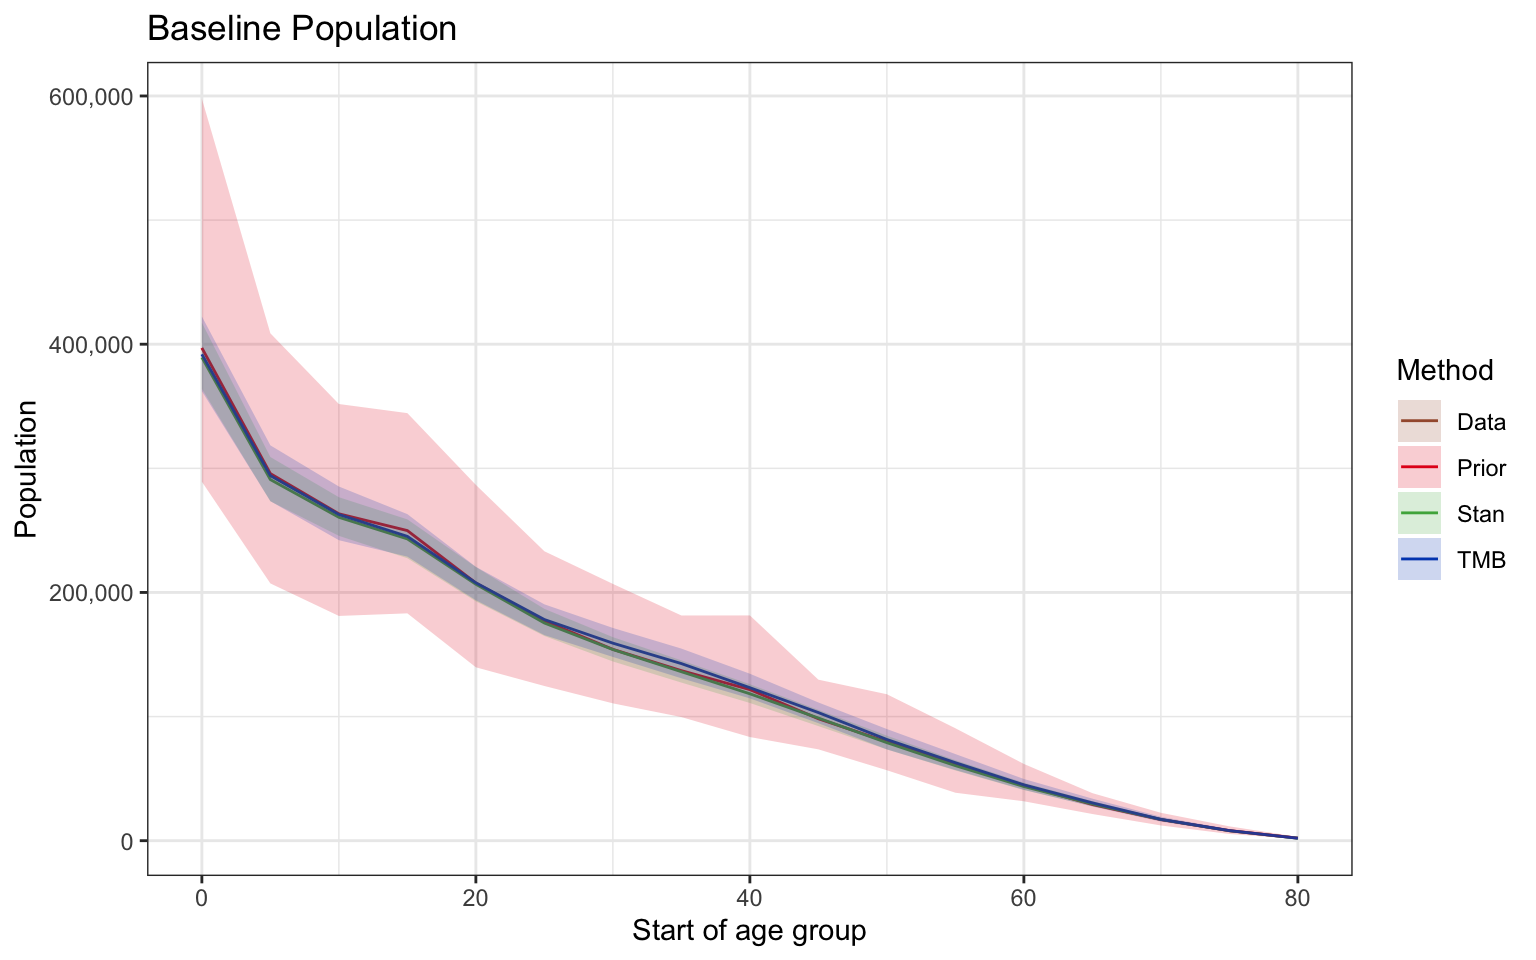 Baseline Population
600,000
400,000
200,000
0
Population
0 20 40 60 80
Start of age group
Method
Data
Prior
Stan
TMB